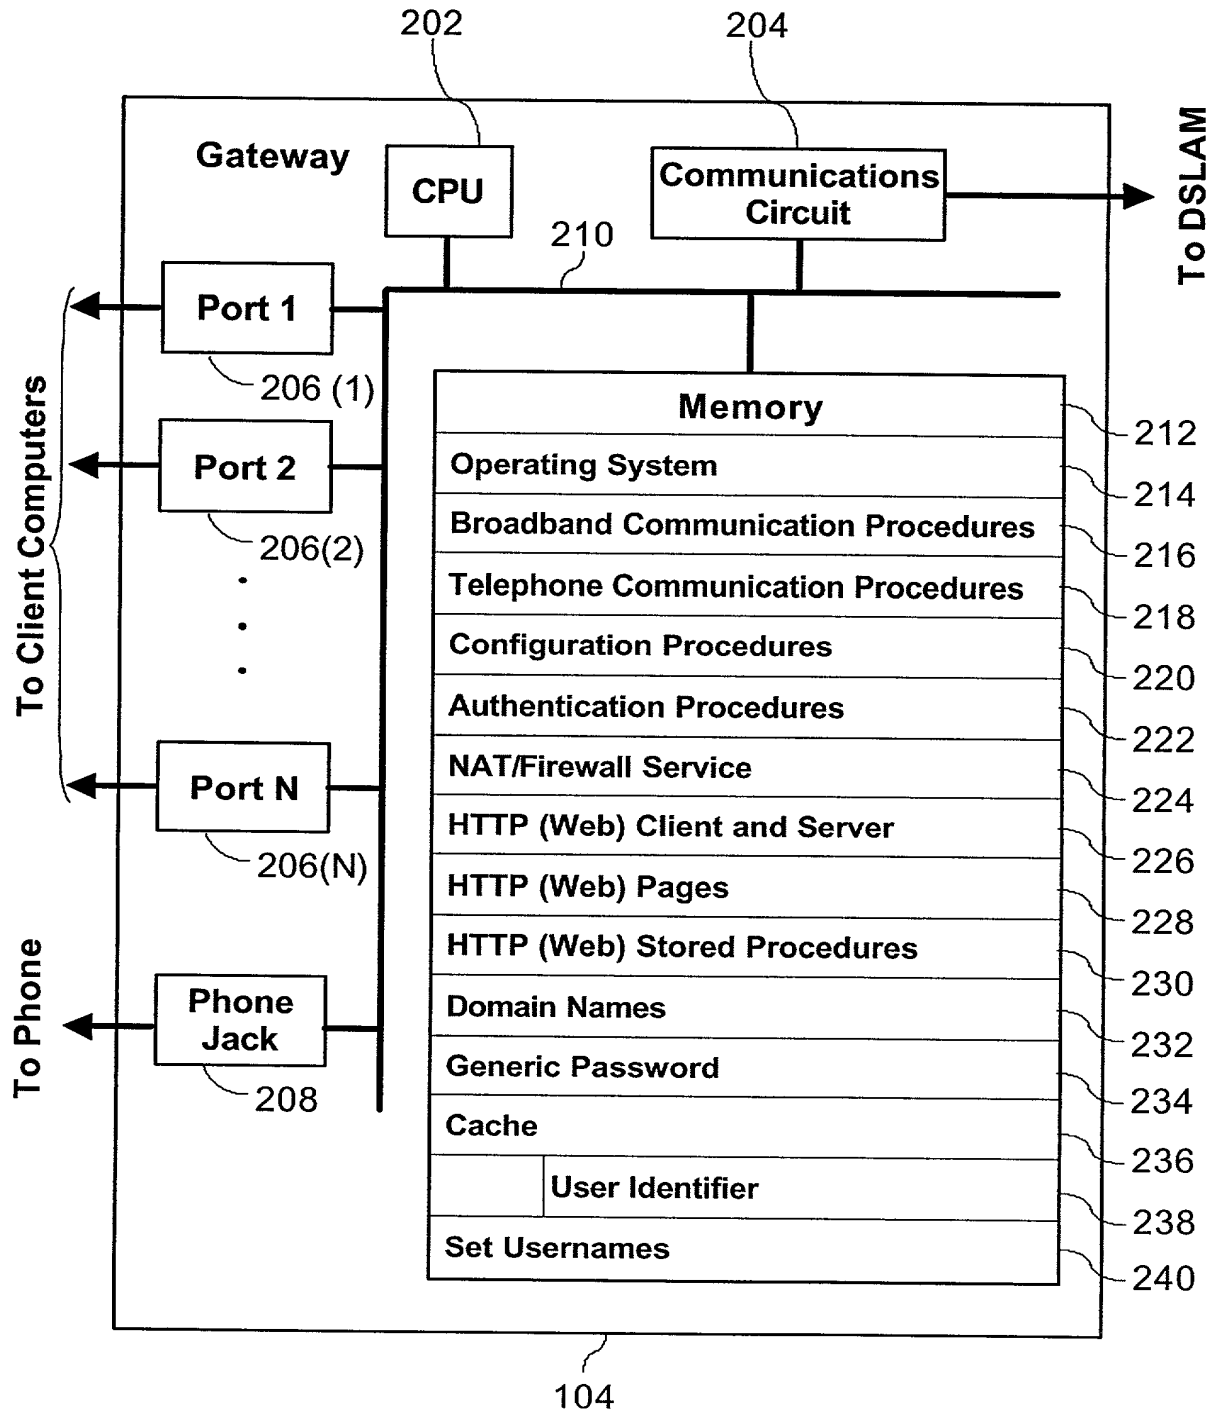 202
204
Gateway
CPU
Communications
Circuit
To DSLAM
210
Port 1
206 (1)
Port 2
206(2)
To Client Computers
Port N
206(N)
Phone
Jack
208
To Phone
Memory
212
Operating System
214
Broadband Communication Procedures
216
Telephone Communication Procedures
218
Configuration Procedures
220
Authentication Procedures
222
NAT/Firewall Service
224
HTTP (Web) Client and Server
226
HTTP (Web) Pages
228
HTTP (Web) Stored Procedures
230
Domain Names
232
Generic Password
234
Cache
236
User Identifier
238
Set Usernames
240
104